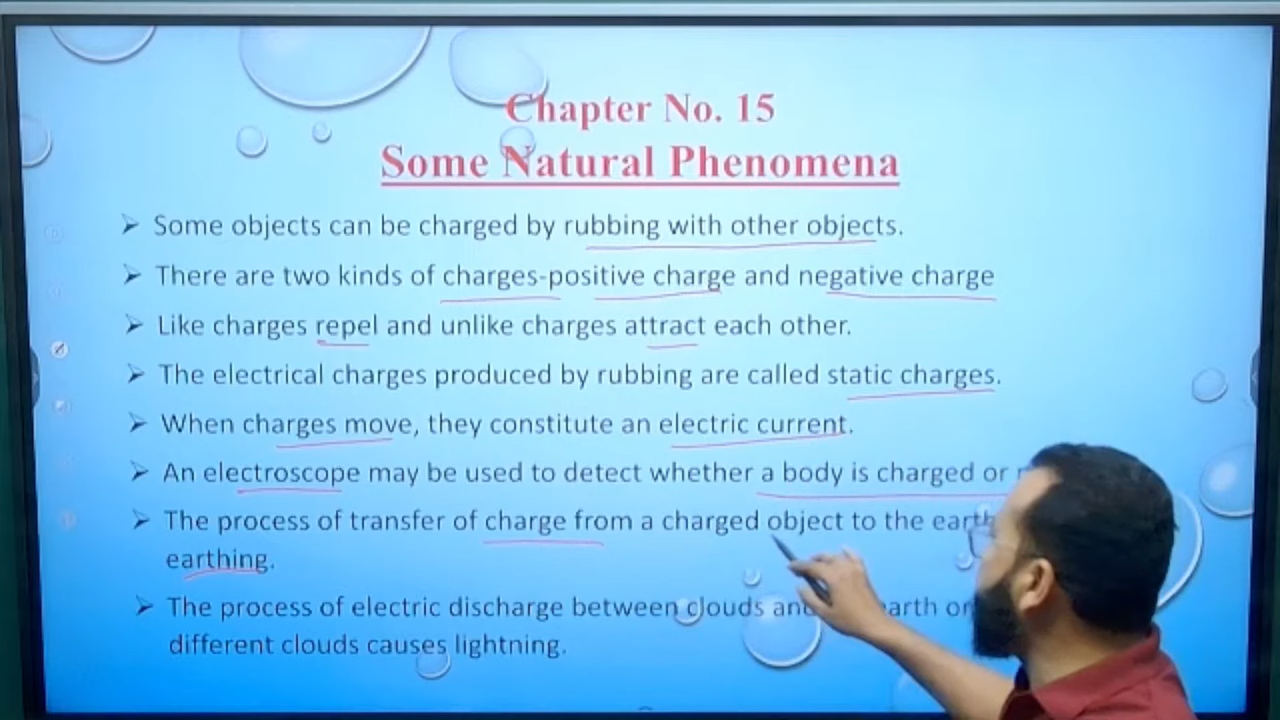 Chapter No. 15
Some Natural Phenomena
➢ Some objects can be charged by rubbing with other objects.
➢ There are two kinds of charges-positive charge and negative charge
➢ Like charges repel and unlike charges attract each other.
➢ The electrical charges produced by rubbing are called static charges.
➢ When charges move, they constitute an electric current.
➢ An electroscope may be used to detect whether a body is charged or
➢ The process of transfer of charge from a charged object to the earth
earthing.
➢ The process of electric discharge between clouds and earth or
different clouds causes lightning.